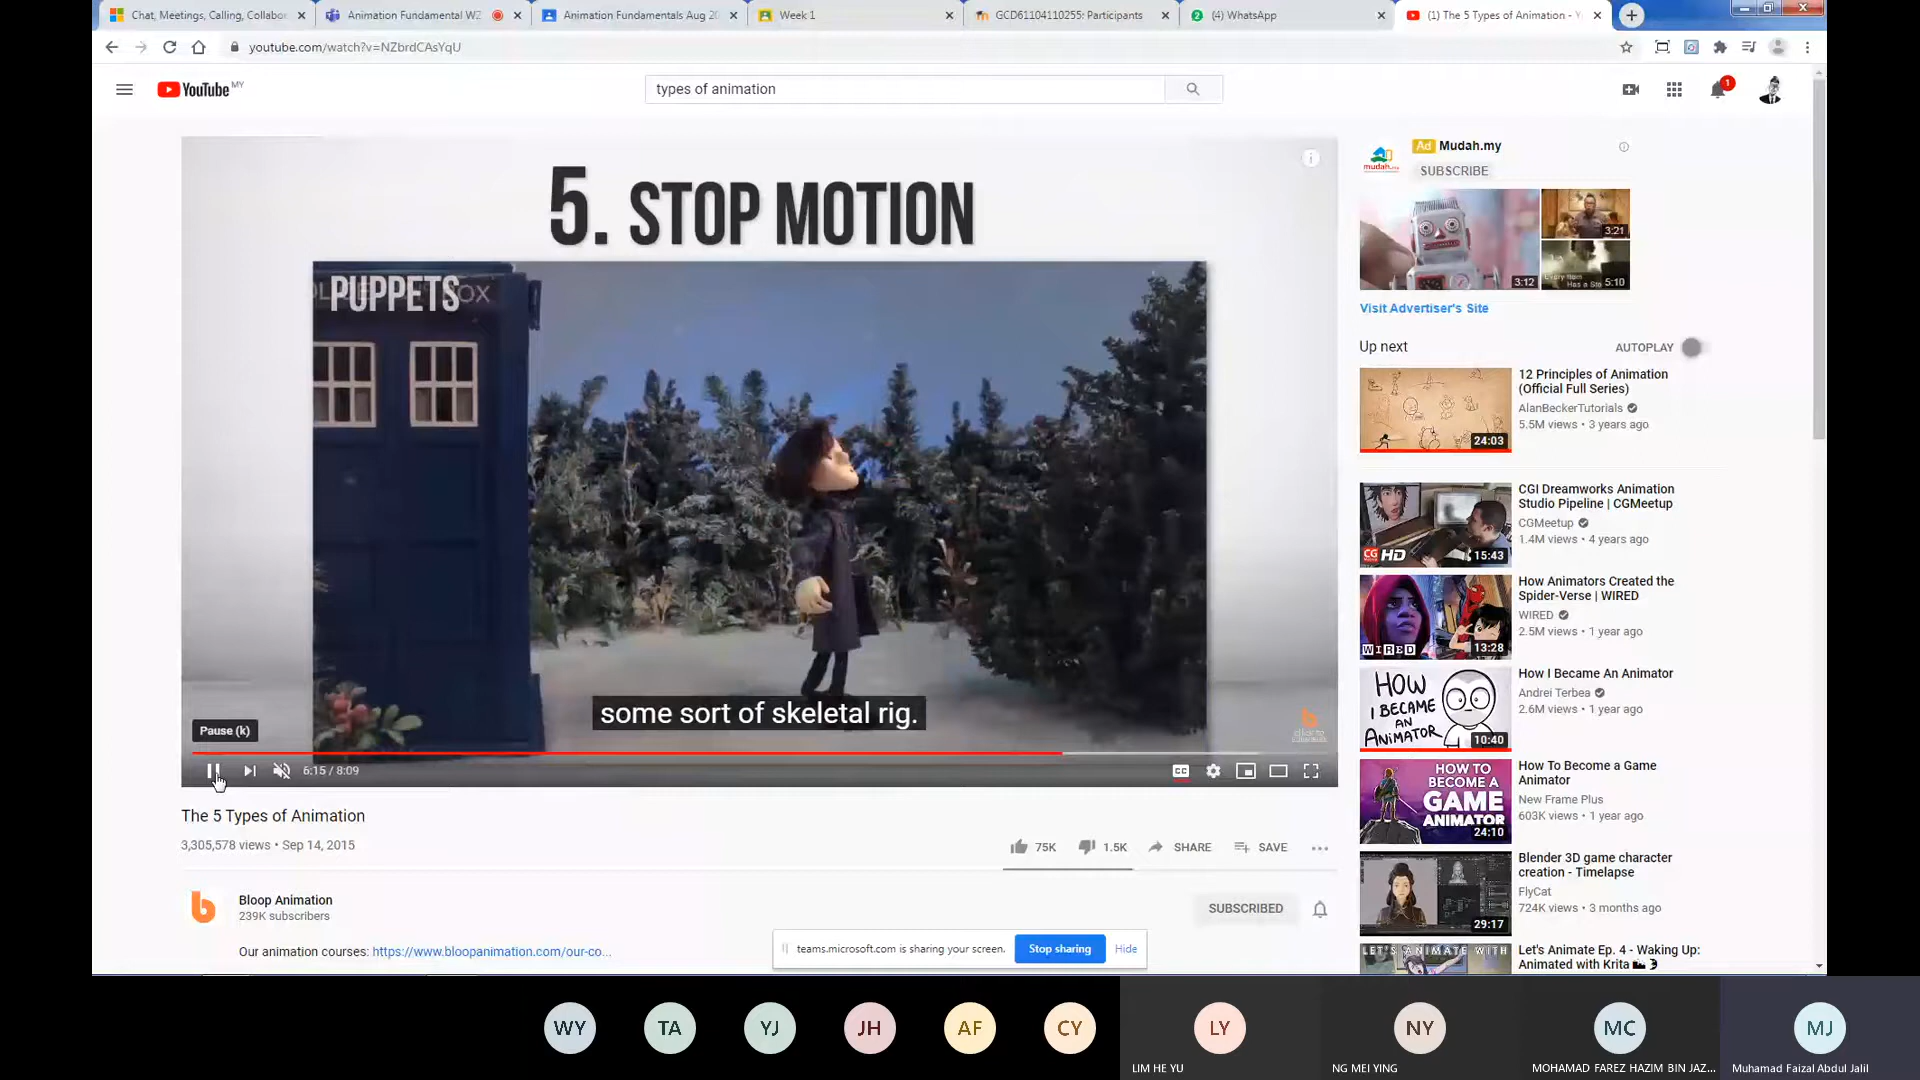 Chat, Meetings, Calling, Collabor
Animation Fundamental WZ
Animation Fundamentals Aug 20
Week 1
GCD61104110255: Participants
(4) WhatsApp
(1) The 5 Types of Animation - Y
youtube.com/watch?v=NZbrdCAsYqU
YouTube MY
types of animation
1
5. STOP MOTION
PUPPETS
some sort of skeletal rig.
Pause (k)
6:15 / 8:09
The 5 Types of Animation
3,305,578 views • Sep 14, 2015
75K
1.5K
SHARE
SAVE
Bloop Animation
239K subscribers
SUBSCRIBED
Our animation courses: https://www.bloopanimation.com/our-co...
Ad Mudah.my
SUBSCRIBE
3:12
3:21
5:10
Visit Advertiser's Site
Up next
AUTOPLAY
12 Principles of Animation
(Official Full Series)
AlanBeckerTutorials
5.5M views • 3 years ago
24:03
CGI Dreamworks Animation
Studio Pipeline | CGMeetup
CGMeetup
1.4M views • 4 years ago
CG HD
15:43
How Animators Created the
Spider-Verse | WIRED
WIRED
2.5M views • 1 year ago
WIRED
13:28
How I Became An Animator
Andrei Terbea
2.6M views • 1 year ago
HOW
I BECAME
AN
ANIMATOR
10:40
How To Become a Game
Animator
New Frame Plus
603K views • 1 year ago
HOW TO
BECOME A
GAME
ANIMATOR
24:10
Blender 3D game character
creation - Timelapse
FlyCat
724K views • 3 months ago
29:17
Let's Animate Ep. 4 - Waking Up:
Animated with Krita
LET'S ANIMATE WITH
teams.microsoft.com is sharing your screen.
Stop sharing
Hide
WY
TA
YJ
JH
AF
CY
LY
NY
MC
MJ
LIM HE YU
NG MEI YING
MOHAMAD FAREZ HAZIM BIN JAZ...
Muhamad Faizal Abdul Jalil